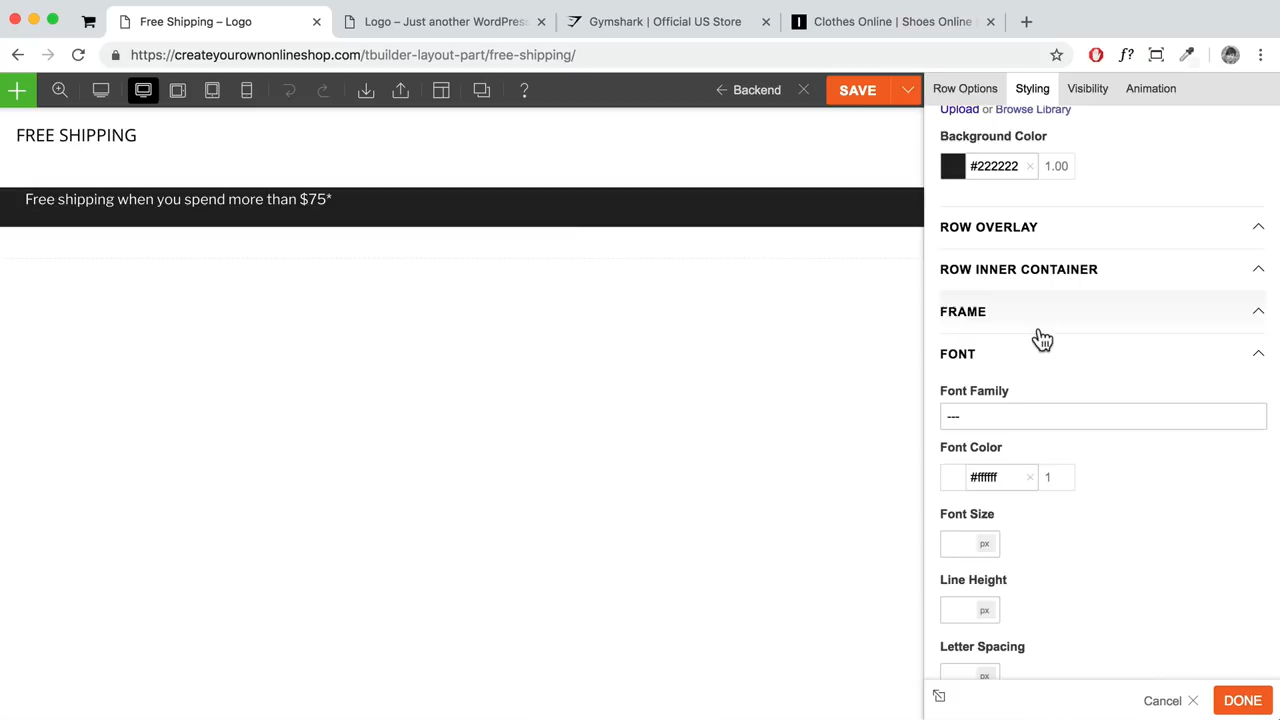 Free Shipping – Logo
Logo – Just another WordPress
Gymshark | Official US Store
Clothes Online | Shoes Online
https://createyourownonlineshop.com/tbuilder-layout-part/free-shipping/
f?
Backend
SAVE
Row Options
Styling
Visibility
Animation
Upload or Browse Library
FREE SHIPPING
Background Color
#222222 × 1.00
Free shipping when you spend more than $75*
ROW OVERLAY
ROW INNER CONTAINER
FRAME
FONT
Font Family
---
Font Color
#ffffff × 1
Font Size
px
Line Height
px
Letter Spacing
px
Cancel
DONE